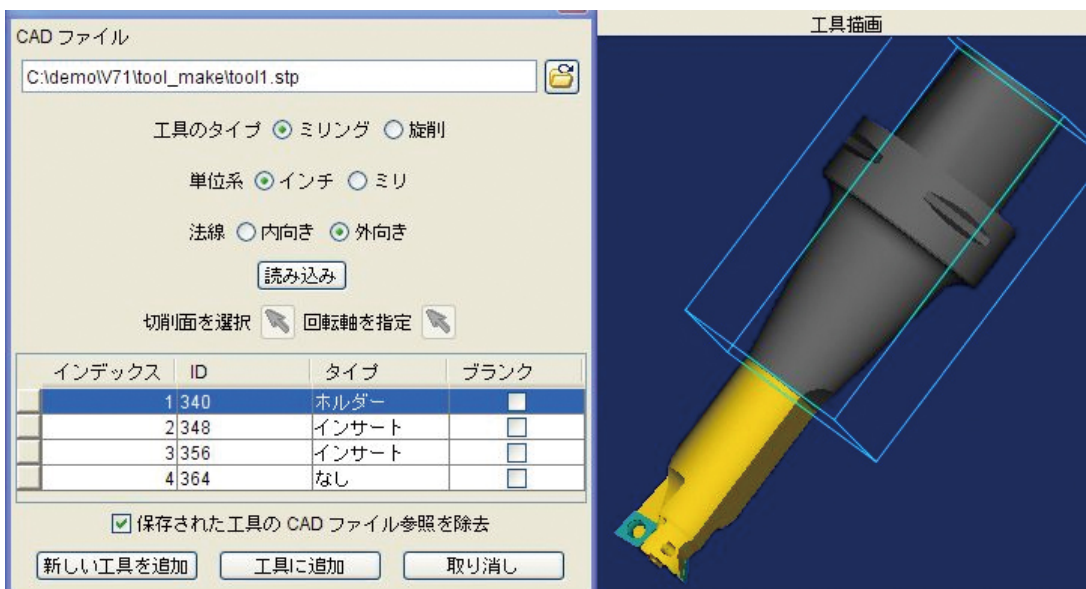 CAD ファイル
C:\demo\V71\tool_make\tool1.stp
工具のタイプ ミリング 旋削
単位系 インチ ミリ
法線 内向き 外向き
読み込み
切削面を選択 回転軸を指定
インデックス ID タイプ ブランク
1 340 ホルダー
2 348 インサート
3 356 インサート
4 364 なし
保存された工具の CAD ファイル参照を除去
新しい工具を追加 工具に追加 取り消し
工具描画